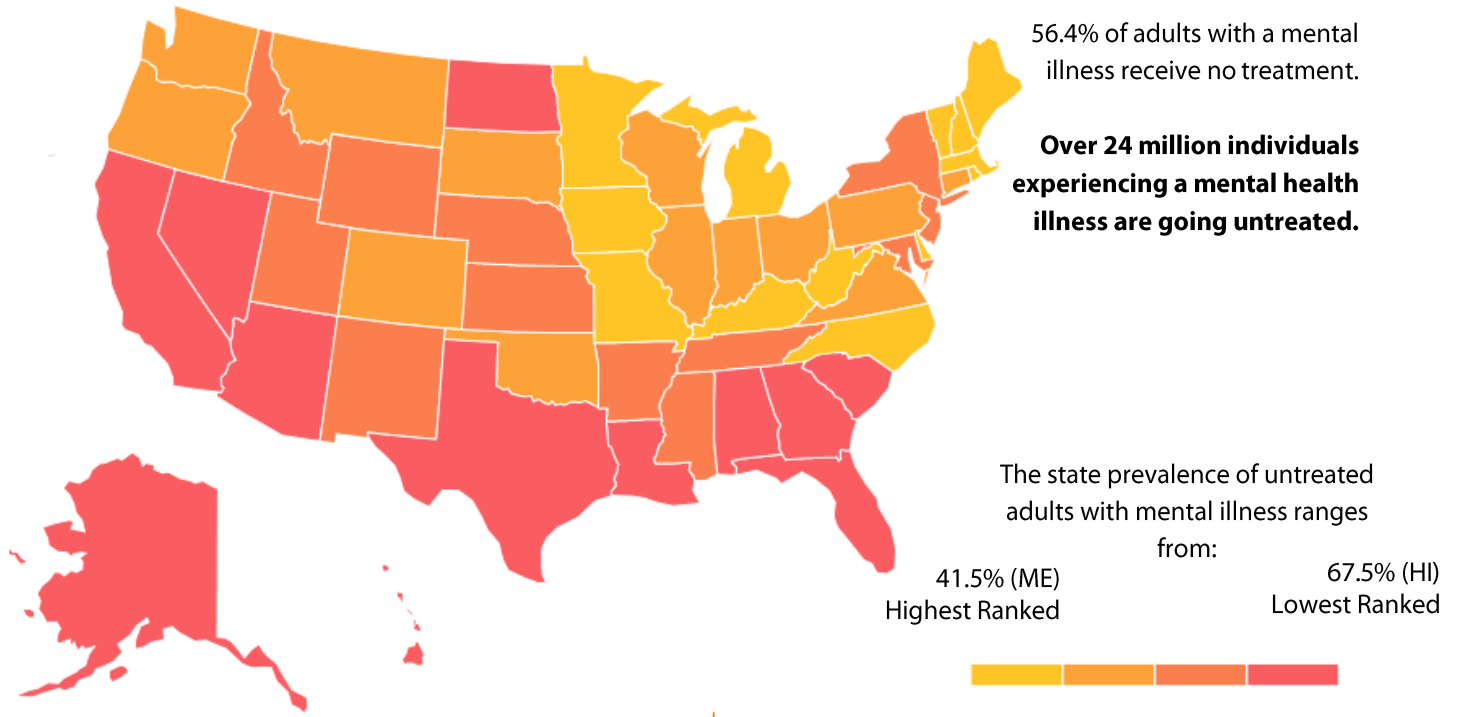 56.4% of adults with a mental
illness receive no treatment.
Over 24 million individuals
experiencing a mental health
illness are going untreated.
The state prevalence of untreated
adults with mental illness ranges
from:
41.5% (ME)
Highest Ranked
67.5% (HI)
Lowest Ranked